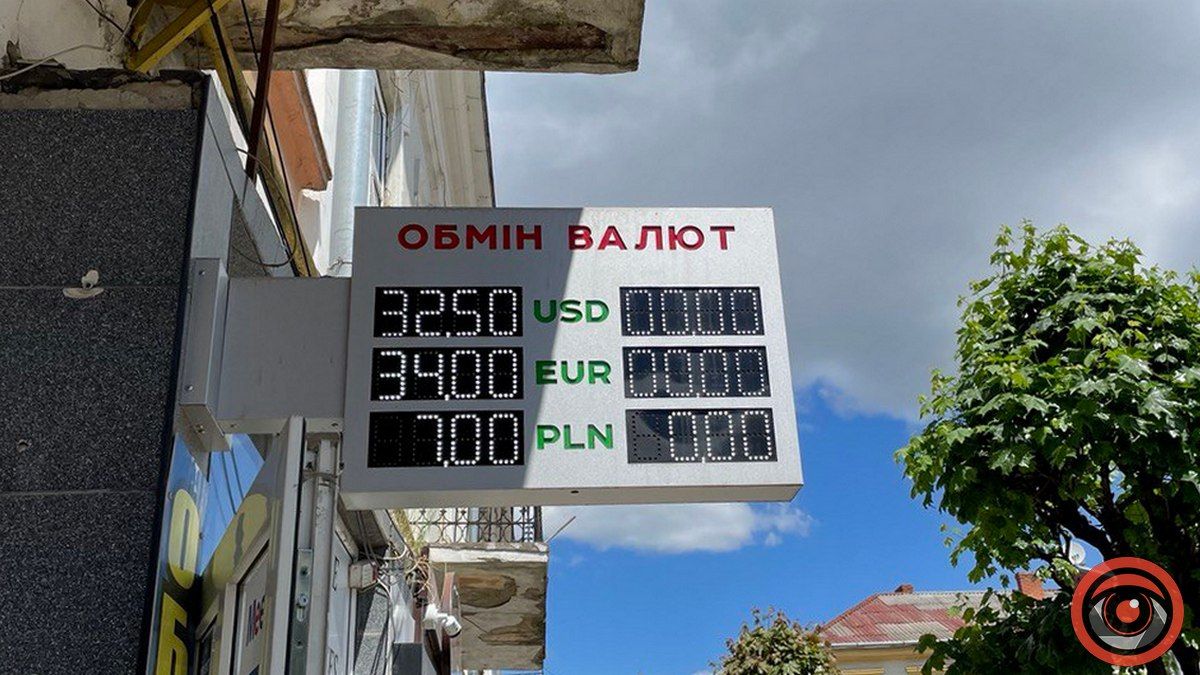 ОБМІН ВАЛЮТ
32,50 USD 00,00
34,00 EUR 00,00
7,00 PLN 0,00